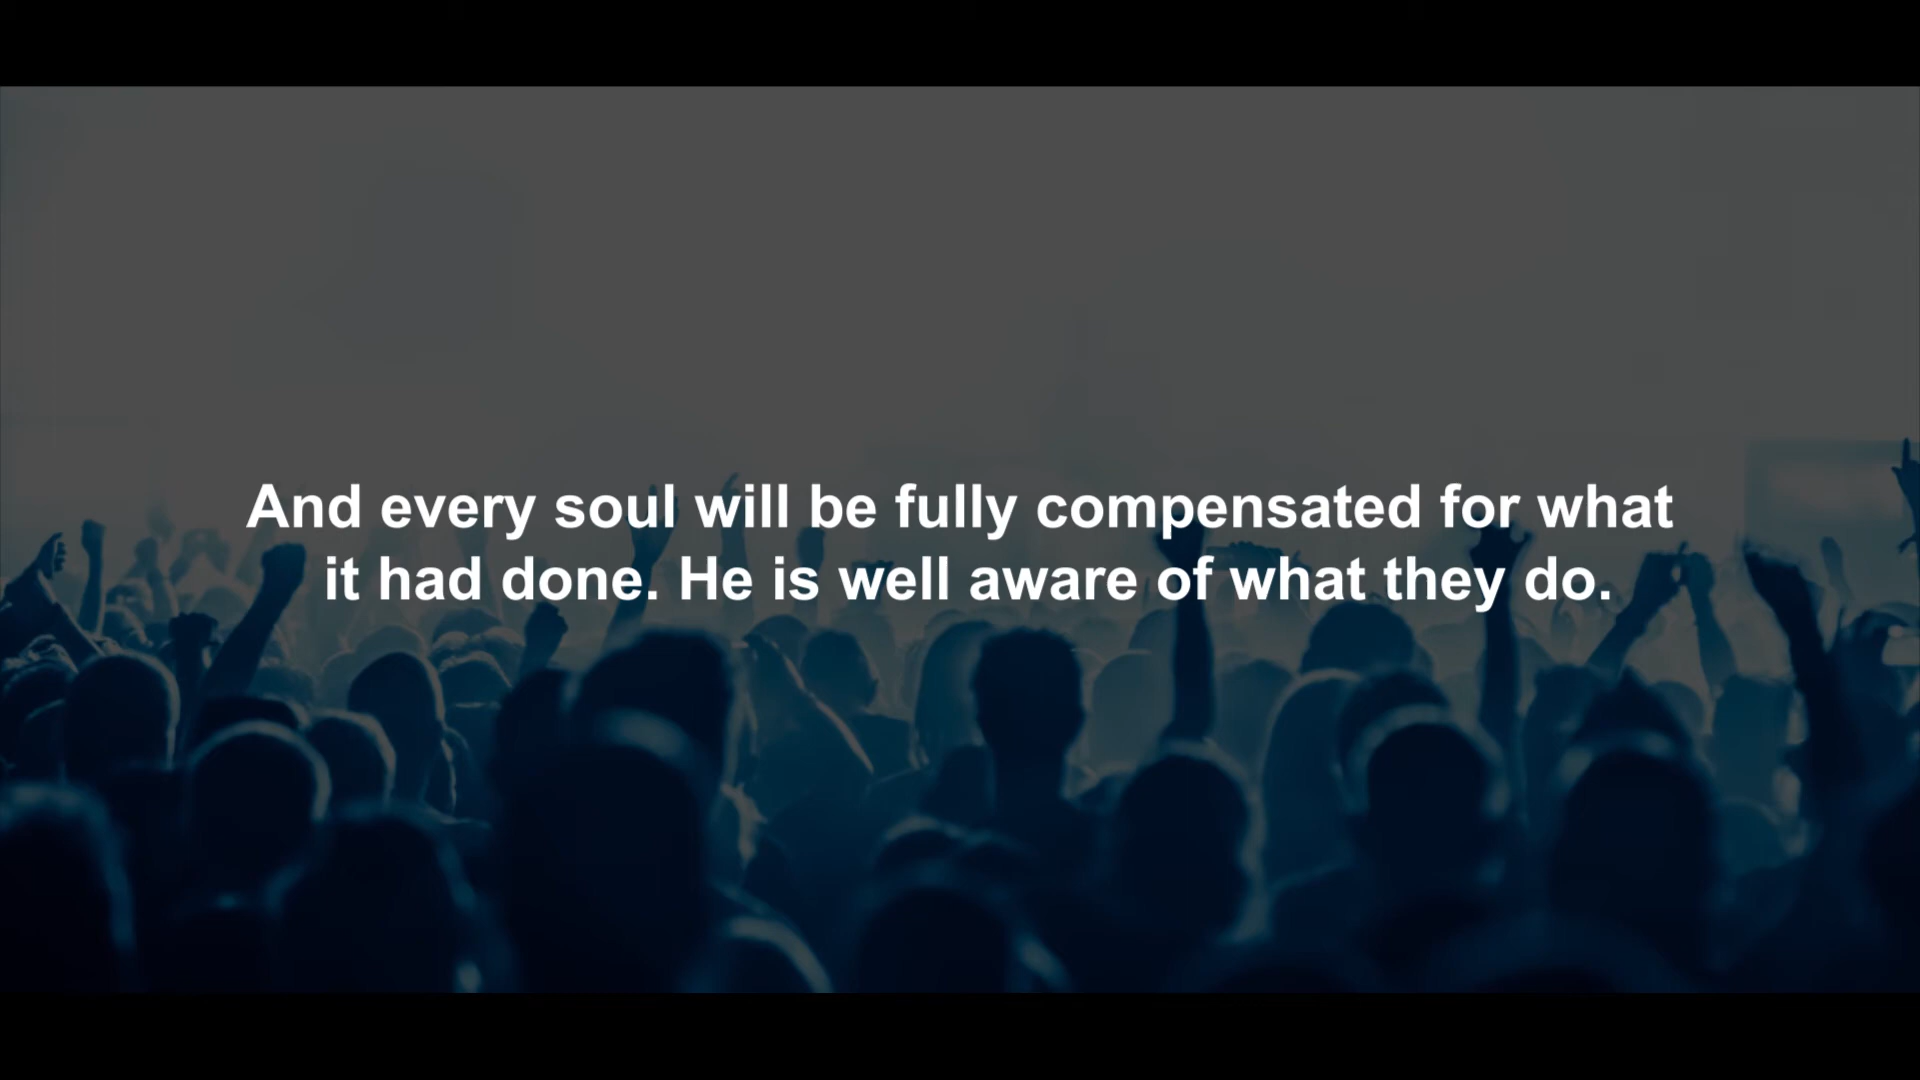 And every soul will be fully compensated for what
it had done. He is well aware of what they do.